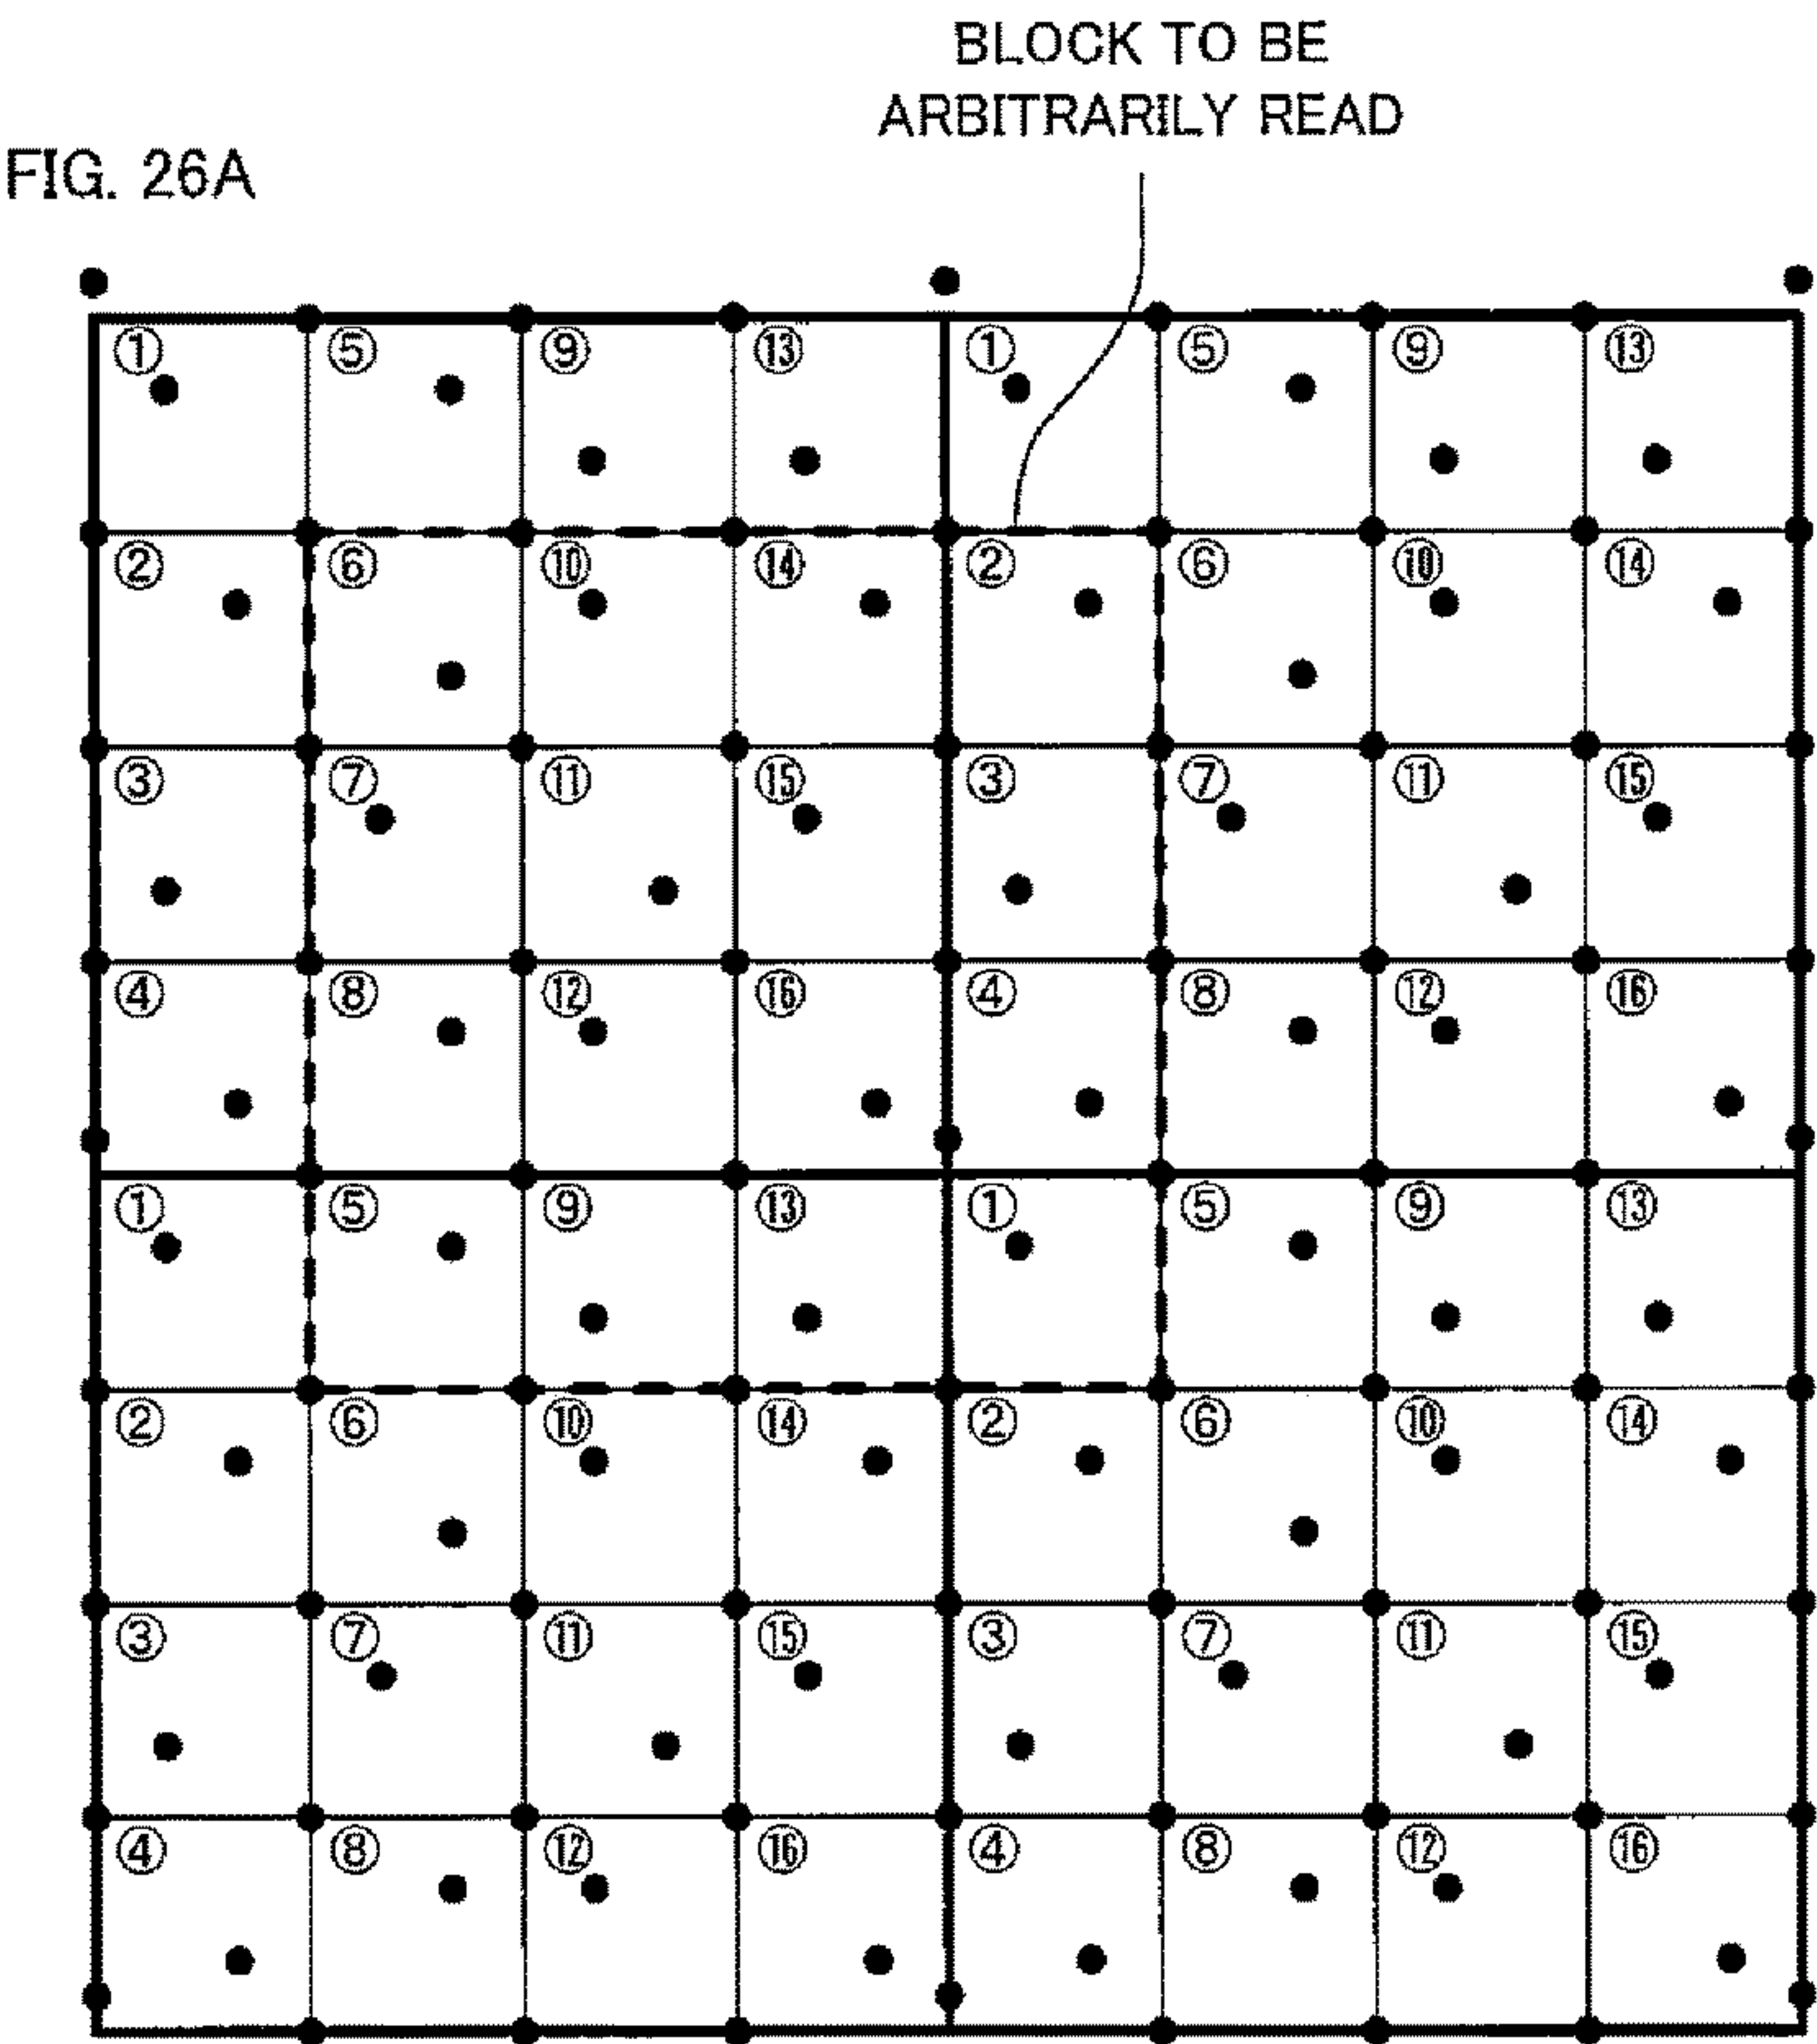 BLOCK TO BE
ARBITRARILY READ
FIG. 26A
① ⑤ ⑨ ⑬ ① ⑤ ⑨ ⑬
② ⑥ ⑩ ⑭ ② ⑥ ⑩ ⑭
③ ⑦ ⑪ ⑮ ③ ⑦ ⑪ ⑮
④ ⑧ ⑫ ⑯ ④ ⑧ ⑫ ⑯
① ⑤ ⑨ ⑬ ① ⑤ ⑨ ⑬
② ⑥ ⑩ ⑭ ② ⑥ ⑩ ⑭
③ ⑦ ⑪ ⑮ ③ ⑦ ⑪ ⑮
④ ⑧ ⑫ ⑯ ④ ⑧ ⑫ ⑯